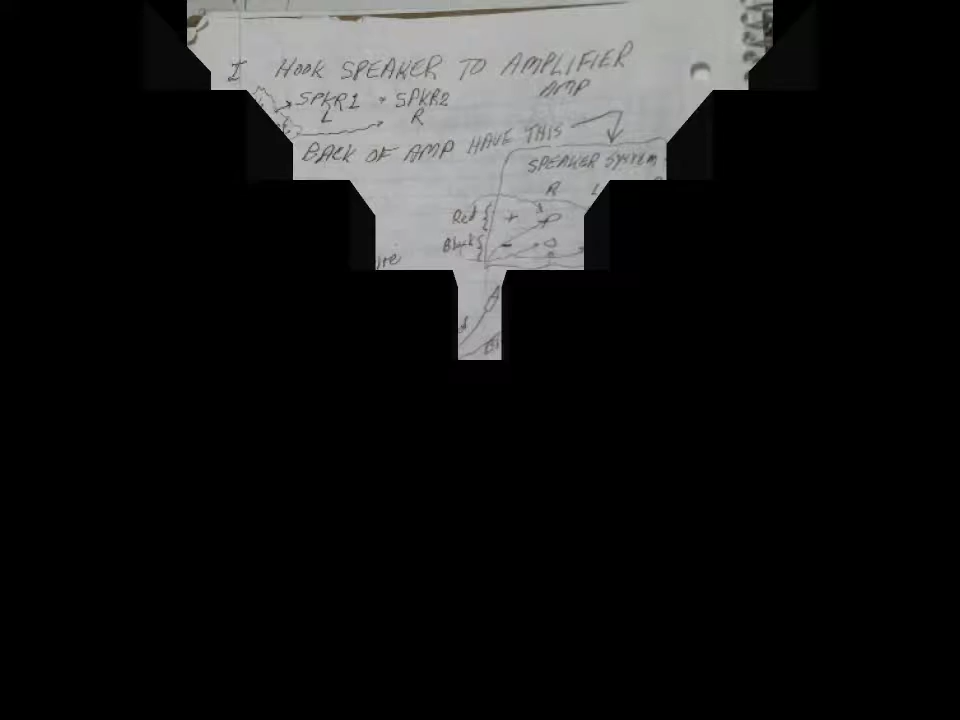 I HOOK SPEAKER TO AMPLIFIER
AMP
SPKR1 SPKR2
L R
BACK OF AMP HAVE THIS
SPEAKER SYSTEM
R L
Red +
Black -